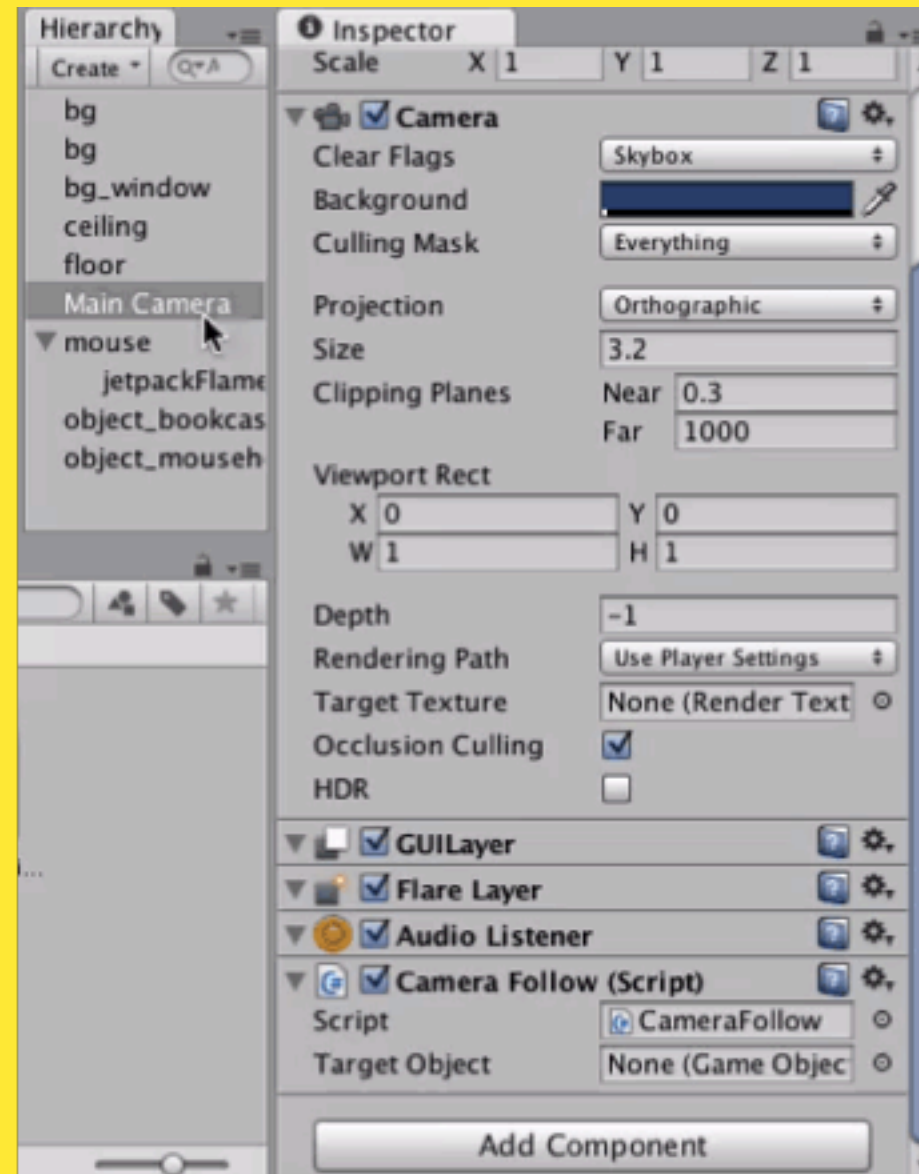 Hierarchy
Create
bg
bg
bg_window
ceiling
floor
Main Camera
mouse
jetpackFlame
object_bookcas
object_mouseh
Inspector
Scale X 1 Y 1 Z 1
Camera
Clear Flags Skybox
Background
Culling Mask Everything
Projection Orthographic
Size 3.2
Clipping Planes Near 0.3
Far 1000
Viewport Rect
X 0 Y 0
W 1 H 1
Depth -1
Rendering Path Use Player Settings
Target Texture None (Render Text
Occlusion Culling
HDR
GUILayer
Flare Layer
Audio Listener
Camera Follow (Script)
Script CameraFollow
Target Object None (Game Objec
Add Component